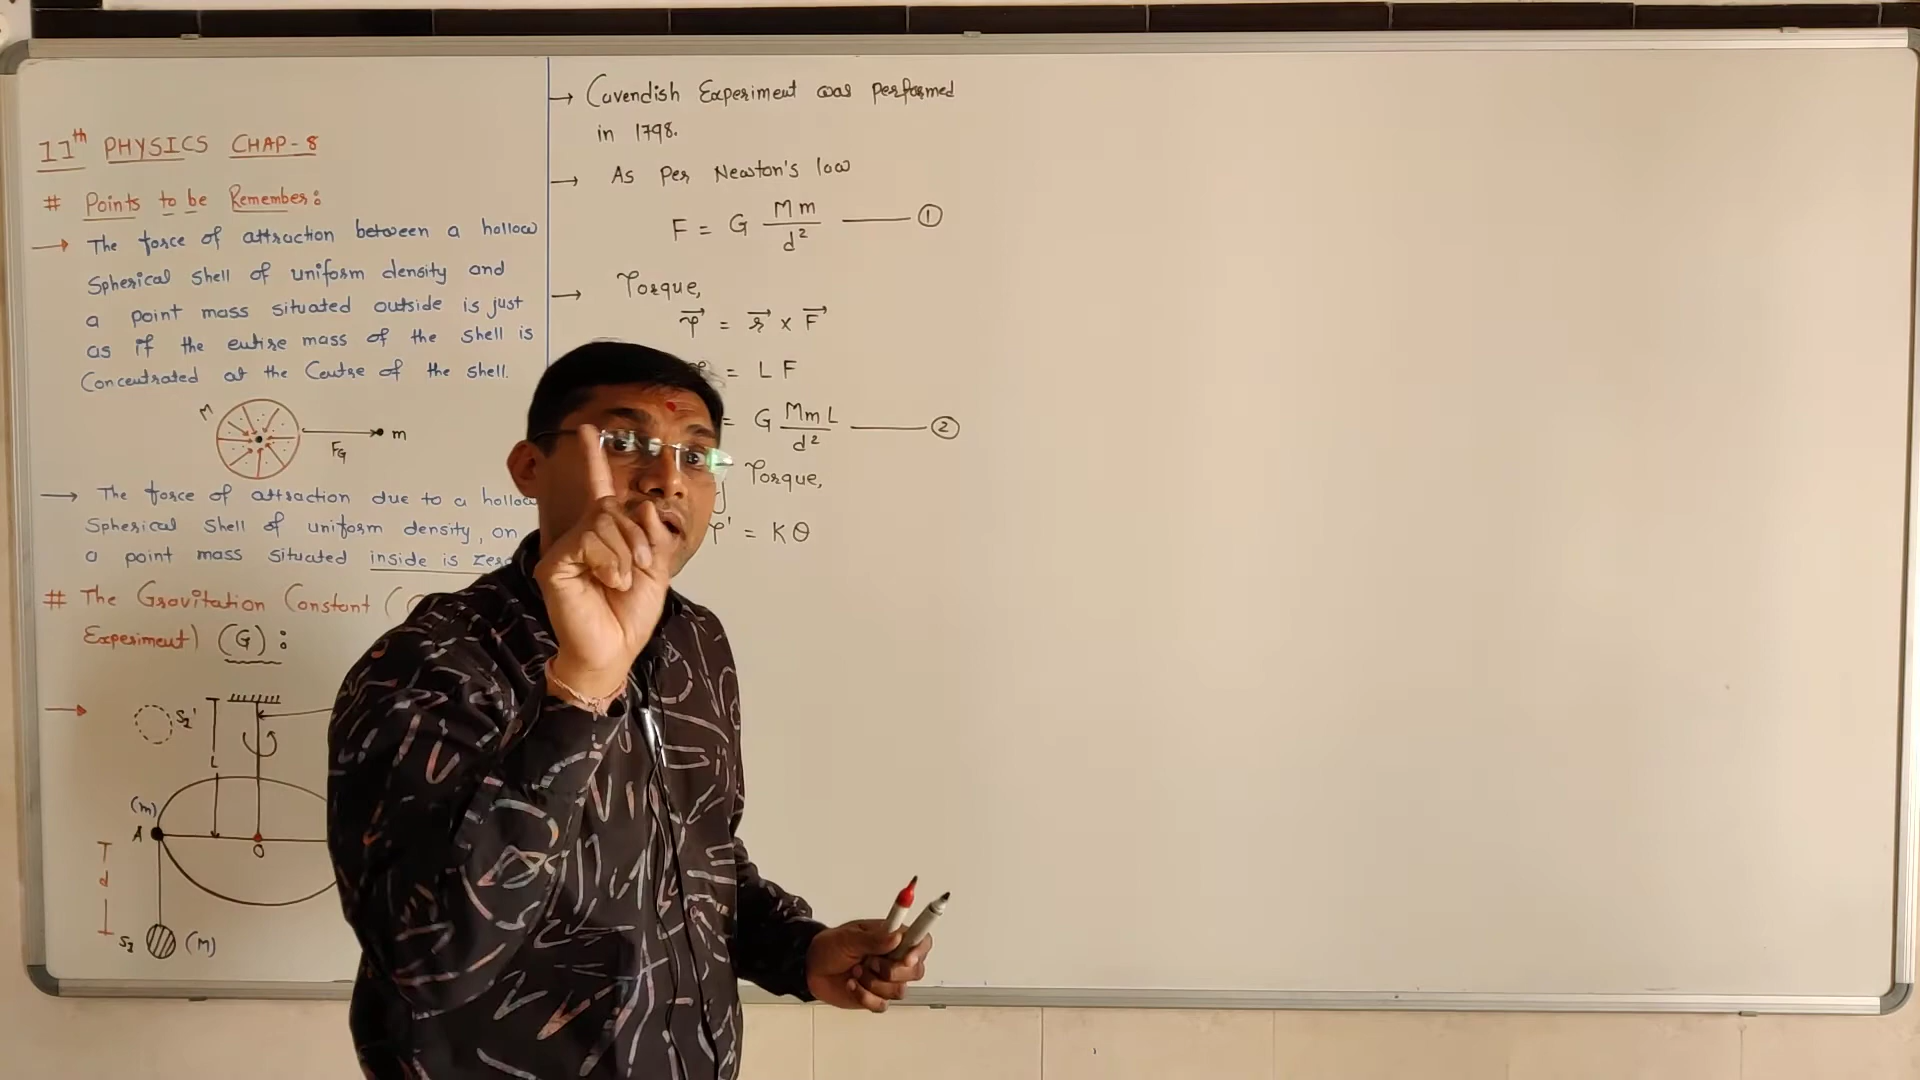 11th PHYSICS CHAP-8
# Points to be Remember:
→ The force of attraction between a hollow
Spherical shell of uniform density and
a point mass situated outside is just
as if the entire mass of the shell is
Concentrated at the Centre of the shell.
M
m
FG
→ The force of attraction due to a hollow
Spherical shell of uniform density, on
a point mass situated inside is zero
# The Gravitation Constant (
Experiment) (G):
→
S2'
L
(m)
A
O
d
S2
(M)
→ Cavendish Experiment was performed
in 1798.
→ As Per Newton's law
F = G Mm/d² —— ①
→ Torque,
τ⃗ = r⃗ × F⃗
= L F
= G MmL/d² —— ②
Torque,
τ' = Kθ